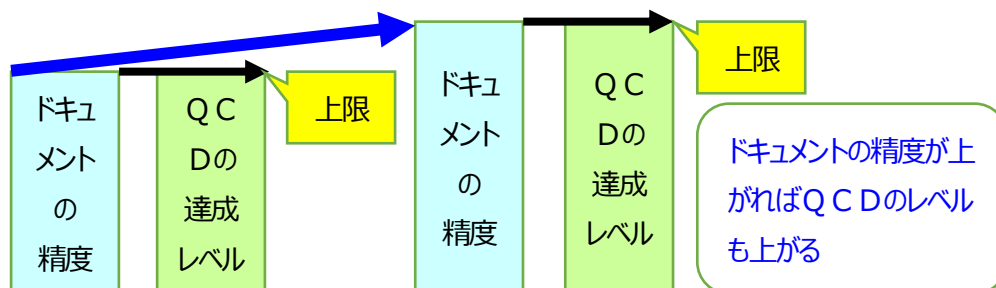 ドキュ
メント
の
精度
ＱＣ
Ｄの
達成
レベル
上限
ドキュ
メント
の
精度
ＱＣ
Ｄの
達成
レベル
上限
ドキュメントの精度が上
がればＱＣＤのレベル
も上がる